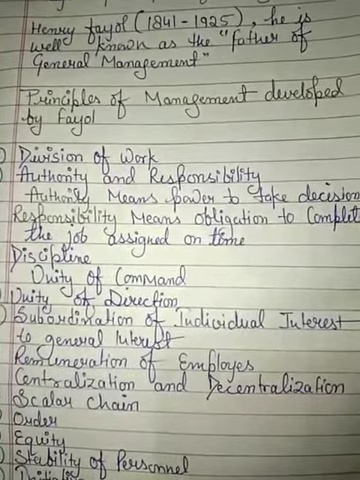 Henry fayol (1841-1925), he is
well known as the "father of
General Management"
Principles of Management developed
by Fayol
) Division of Work
) Authority and Responsibility
Authority Means power to take decision
Responsibility Means obligation to Complet
the job assigned on time
Discipline
Unity of Command
) Unity of Direction
) Subordination of Individual Interest
to general Interest
Remuneration of Employes
Centralization and Decentralization
Scalar Chain
) Order
) Equity
) Stability of Personnel